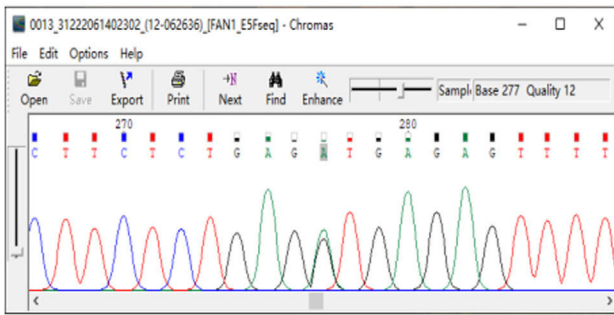 0013_31222061402302_(12-062636)_[FAN1_E5Fseq] - Chromas
File Edit Options Help
Open Save Export Print Next Find Enhance Sampl Base 277 Quality 12
270 280
C T T C T C T G A G A T G A G A G T T T T